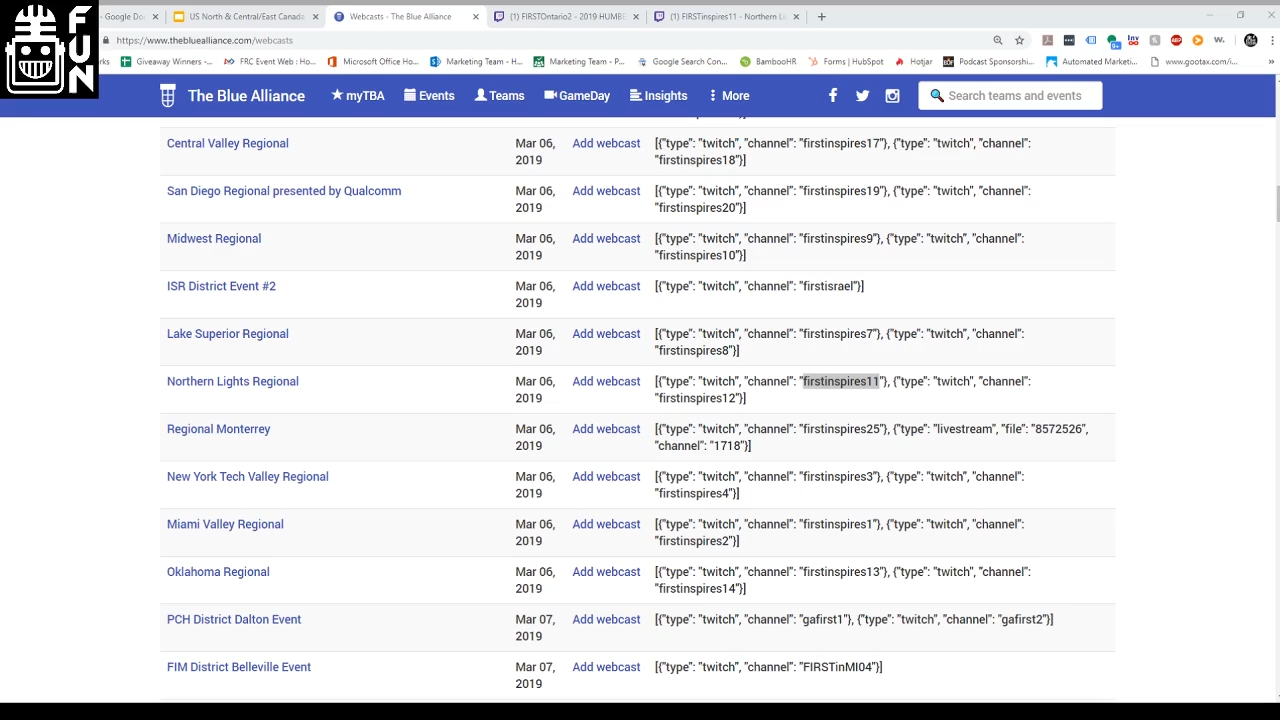 FUN
- Google Do
US North & Central/East Canada
Webcasts - The Blue Alliance
(1) FIRSTOntario2 - 2019 HUMBE
(1) FIRSTinspires11 - Northern Li
https://www.thebluealliance.com/webcasts
rks
Giveaway Winners -...
FRC Event Web : Ho...
Microsoft Office Ho...
Marketing Team - H...
Marketing Team - P...
Google Search Con...
BambooHR
Forms | HubSpot
Hotjar
Podcast Sponsorshi...
Automated Marketi...
www.gootax.com/i...
The Blue Alliance
myTBA
Events
Teams
GameDay
Insights
More
Search teams and events
Central Valley Regional
Mar 06,
2019
Add webcast
[{"type": "twitch", "channel": "firstinspires17"}, {"type": "twitch", "channel":
"firstinspires18"}]
San Diego Regional presented by Qualcomm
Mar 06,
2019
Add webcast
[{"type": "twitch", "channel": "firstinspires19"}, {"type": "twitch", "channel":
"firstinspires20"}]
Midwest Regional
Mar 06,
2019
Add webcast
[{"type": "twitch", "channel": "firstinspires9"}, {"type": "twitch", "channel":
"firstinspires10"}]
ISR District Event #2
Mar 06,
2019
Add webcast
[{"type": "twitch", "channel": "firstisrael"}]
Lake Superior Regional
Mar 06,
2019
Add webcast
[{"type": "twitch", "channel": "firstinspires7"}, {"type": "twitch", "channel":
"firstinspires8"}]
Northern Lights Regional
Mar 06,
2019
Add webcast
[{"type": "twitch", "channel": "firstinspires11"}, {"type": "twitch", "channel":
"firstinspires12"}]
Regional Monterrey
Mar 06,
2019
Add webcast
[{"type": "twitch", "channel": "firstinspires25"}, {"type": "livestream", "file": "8572526",
"channel": "1718"}]
New York Tech Valley Regional
Mar 06,
2019
Add webcast
[{"type": "twitch", "channel": "firstinspires3"}, {"type": "twitch", "channel":
"firstinspires4"}]
Miami Valley Regional
Mar 06,
2019
Add webcast
[{"type": "twitch", "channel": "firstinspires1"}, {"type": "twitch", "channel":
"firstinspires2"}]
Oklahoma Regional
Mar 06,
2019
Add webcast
[{"type": "twitch", "channel": "firstinspires13"}, {"type": "twitch", "channel":
"firstinspires14"}]
PCH District Dalton Event
Mar 07,
2019
Add webcast
[{"type": "twitch", "channel": "gafirst1"}, {"type": "twitch", "channel": "gafirst2"}]
FIM District Belleville Event
Mar 07,
2019
Add webcast
[{"type": "twitch", "channel": "FIRSTinMI04"}]